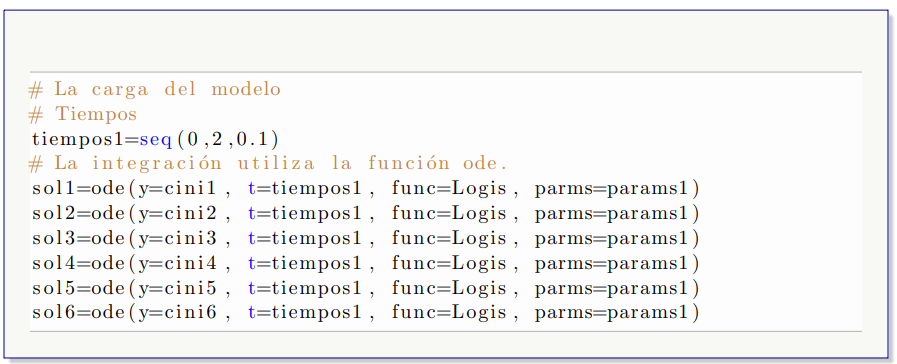 # La carga del modelo
# Tiempos
tiempos1=seq(0,2,0.1)
# La integración utiliza la función ode.
sol1=ode(y=cini1, t=tiempos1, func=Logis, parms=params1)
sol2=ode(y=cini2, t=tiempos1, func=Logis, parms=params1)
sol3=ode(y=cini3, t=tiempos1, func=Logis, parms=params1)
sol4=ode(y=cini4, t=tiempos1, func=Logis, parms=params1)
sol5=ode(y=cini5, t=tiempos1, func=Logis, parms=params1)
sol6=ode(y=cini6, t=tiempos1, func=Logis, parms=params1)